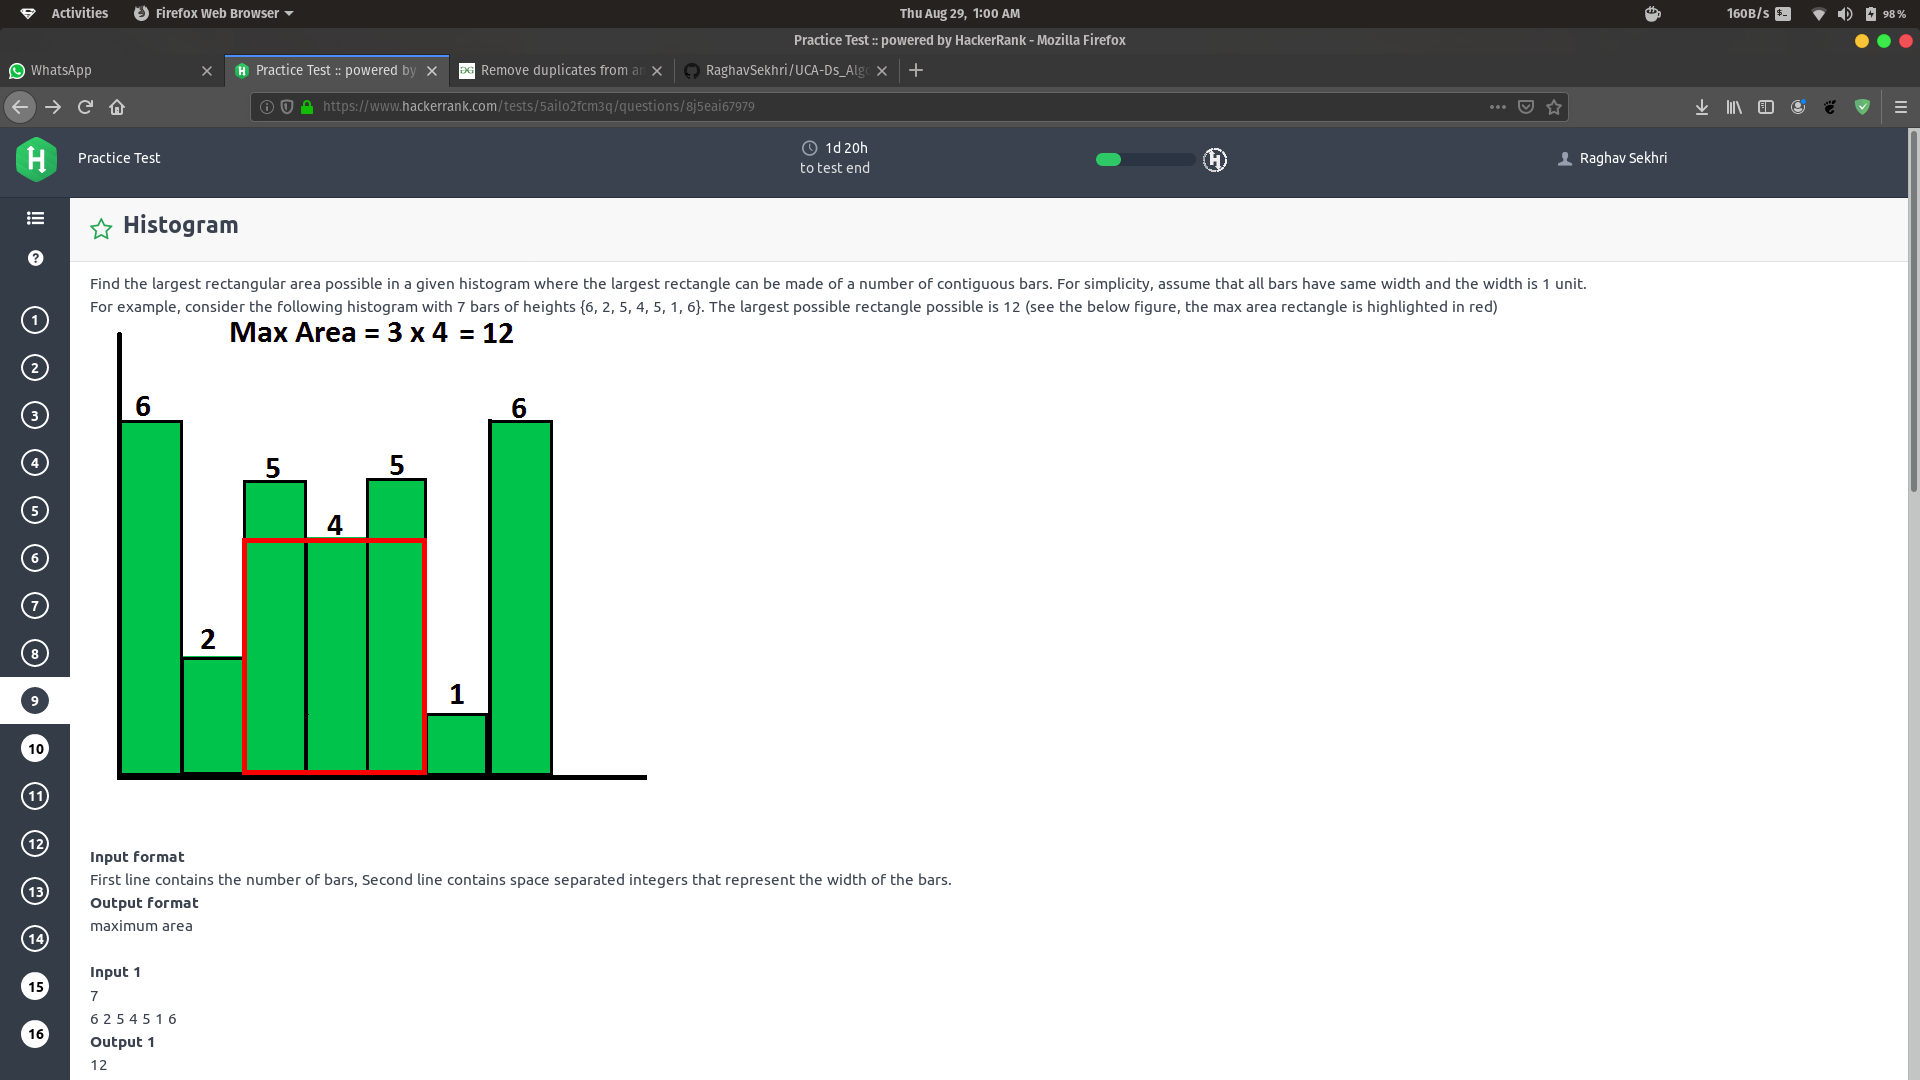 Activities
Firefox Web Browser
Thu Aug 29, 1:00 AM
160B/s
98 %
Practice Test :: powered by HackerRank - Mozilla Firefox
WhatsApp
Practice Test :: powered by
Remove duplicates from an
RaghavSekhri/UCA-Ds_Algo
https://www.hackerrank.com/tests/5ailo2fcm3q/questions/8j5eai67979
Practice Test
1d 20h
to test end
Raghav Sekhri
Histogram
Find the largest rectangular area possible in a given histogram where the largest rectangle can be made of a number of contiguous bars. For simplicity, assume that all bars have same width and the width is 1 unit.
For example, consider the following histogram with 7 bars of heights {6, 2, 5, 4, 5, 1, 6}. The largest possible rectangle possible is 12 (see the below figure, the max area rectangle is highlighted in red)
Max Area = 3 x 4 = 12
6
2
5
4
5
1
6
Input format
First line contains the number of bars, Second line contains space separated integers that represent the width of the bars.
Output format
maximum area
Input 1
7
6 2 5 4 5 1 6
Output 1
12
1
2
3
4
5
6
7
8
9
10
11
12
13
14
15
16